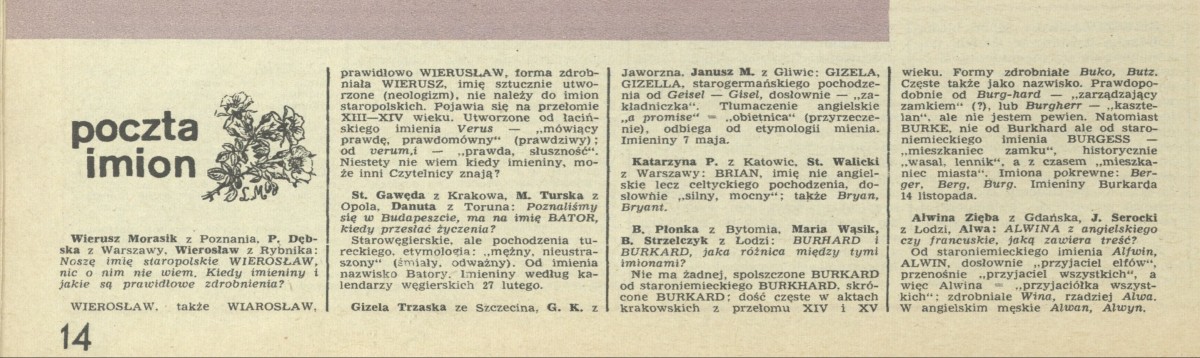 poczta
imion
Wierusz Morasik z Poznania, P. Dęb-
ska z Warszawy, Wierosław z Rybnika:
Noszę imię staropolskie WIEROSŁAW,
nic o nim nie wiem. Kiedy imieniny i
jakie są prawidłowe zdrobnienia?
WIEROSŁAW, także WIAROSŁAW,
prawidłowo WIERUSŁAW, forma zdrob-
niała WIERUSZ, imię sztucznie utwo-
rzone (neologizm), nie należy do imion
staropolskich. Pojawia się na przełomie
XIII—XIV wieku. Utworzone od łaciń-
skiego imienia Verus — „mówiący
prawdę, prawdomówny" (prawdziwy);
od verum,i — „prawda, słuszność".
Niestety nie wiem kiedy imieniny, mo-
że inni Czytelnicy znają?
St. Gawęda z Krakowa, M. Turska z
Opola, Danuta z Torunia: Poznaliśmy
się w Budapeszcie, ma na imię BATOR,
kiedy przesłać życzenia?
Starowęgierskie, ale pochodzenia tu-
reckiego, etymologia: „mężny, nieustra-
szony" (śmiały, odważny). Od imienia
nazwisko Batory. Imieniny według ka-
lendarzy węgierskich 27 lutego.
Gizela Trzaska ze Szczecina, G. K. z
Jaworzna, Janusz M. z Gliwic: GIZELA,
GIZELLA, starogermańskiego pochodze-
nia od Geisel — Gisel, dosłownie — „za-
kładniczka". Tłumaczenie angielskie
„a promise" = „obietnica" (przyrzecze-
nie), odbiega od etymologii mienia.
Imieniny 7 maja.
Katarzyna P. z Katowic, St. Walicki
z Warszawy: BRIAN, imię nie angiel-
skie lecz celtyckiego pochodzenia, do-
słownie „silny, mocny"; także Bryan,
Bryant.
B. Płonka z Bytomia, Maria Wąsik,
B. Strzelczyk z Łodzi: BURHARD i
BURKARD, jaka różnica między tymi
imionami?
Nie ma żadnej, spolszczone BURKARD
od staroniemieckiego BURKHARD, skró-
cone BURKARD; dość częste w aktach
krakowskich z przełomu XIV i XV
wieku. Formy zdrobniałe Buko, Butz.
Częste także jako nazwisko. Prawdopo-
dobnie od Burg-hard — „zarządzający
zamkiem" (?), lub Burgherr — „kaszte-
lan", ale nie jestem pewien. Natomiast
BURKE, nie od Burkhard ale od staro-
niemieckiego imienia BURGESS —
„mieszkaniec zamku", historycznie
„wasal, lennik", a z czasem „mieszka-
niec miasta". Imiona pokrewne: Ber-
ger, Berg, Burg. Imieniny Burkarda
14 listopada.
Alwina Zięba z Gdańska, J. Serocki
z Łodzi, Alwa: ALWINA z angielskiego
czy francuskie, jaką zawiera treść?
Od staroniemieckiego imienia Alfwin,
ALWIN, dosłownie „przyjaciel elfów",
przenośnie „przyjaciel wszystkich", a
więc Alwina = „przyjaciółka wszyst-
kich"; zdrobniale Wina, rzadziej Alwa.
W angielskim męskie Alwan, Alwyn.
14